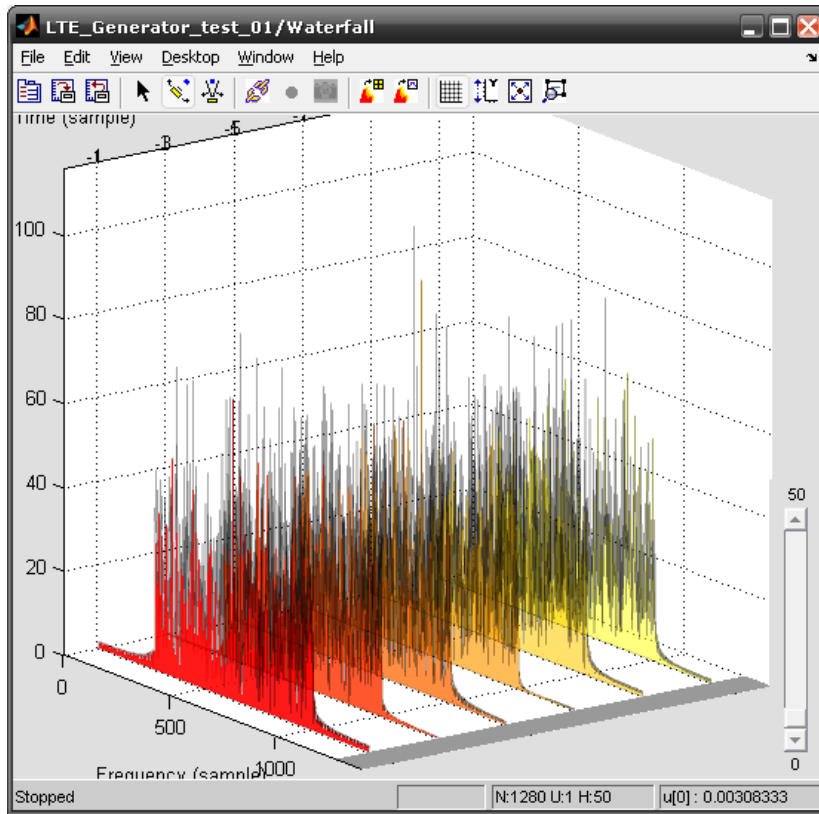 LTE_Generator_test_01/Waterfall
File Edit View Desktop Window Help
Time (sample)
-1
-3
-5
100
80
60
40
20
0
0
500
1000
Frequency (sample)
50
0
Stopped
N:1280 U:1 H:50
u[0] : 0.00308333